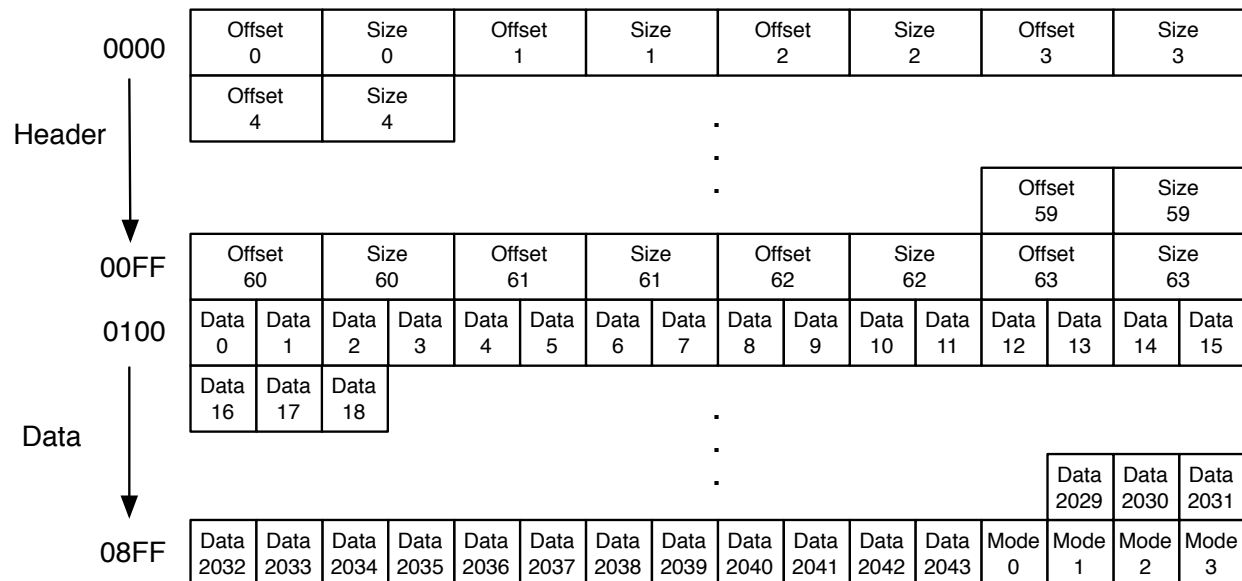 0000
Offset 0 Size 0 Offset 1 Size 1 Offset 2 Size 2 Offset 3 Size 3
Offset 4 Size 4
Header
Offset 59 Size 59
00FF
Offset 60 Size 60 Offset 61 Size 61 Offset 62 Size 62 Offset 63 Size 63
0100
Data 0 Data 1 Data 2 Data 3 Data 4 Data 5 Data 6 Data 7 Data 8 Data 9 Data 10 Data 11 Data 12 Data 13 Data 14 Data 15
Data 16 Data 17 Data 18
Data
Data 2029 Data 2030 Data 2031
08FF
Data 2032 Data 2033 Data 2034 Data 2035 Data 2036 Data 2037 Data 2038 Data 2039 Data 2040 Data 2041 Data 2042 Data 2043 Mode 0 Mode 1 Mode 2 Mode 3